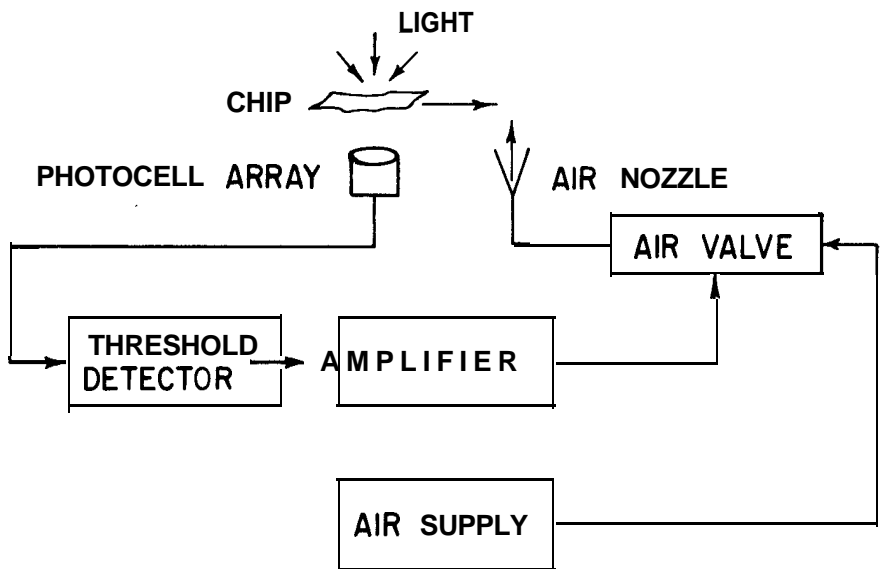 LIGHT
CHIP
PHOTOCELL ARRAY
AIR NOZZLE
AIR VALVE
THRESHOLD
DETECTOR
AMPLIFIER
AIR SUPPLY